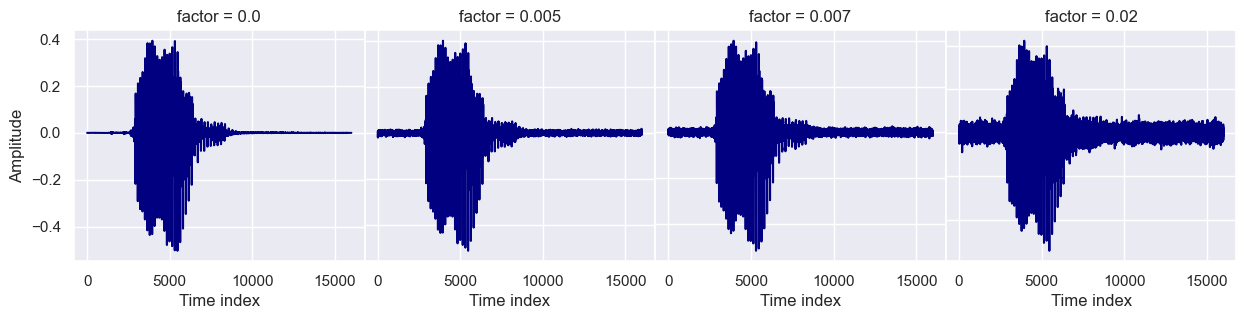 factor = 0.0 factor = 0.005 factor = 0.007 factor = 0.02
Amplitude
0.4
0.2
0.0
−0.2
−0.4
0 5000 10000 15000 0 5000 10000 15000 0 5000 10000 15000 0 5000 10000 15000
Time index Time index Time index Time index